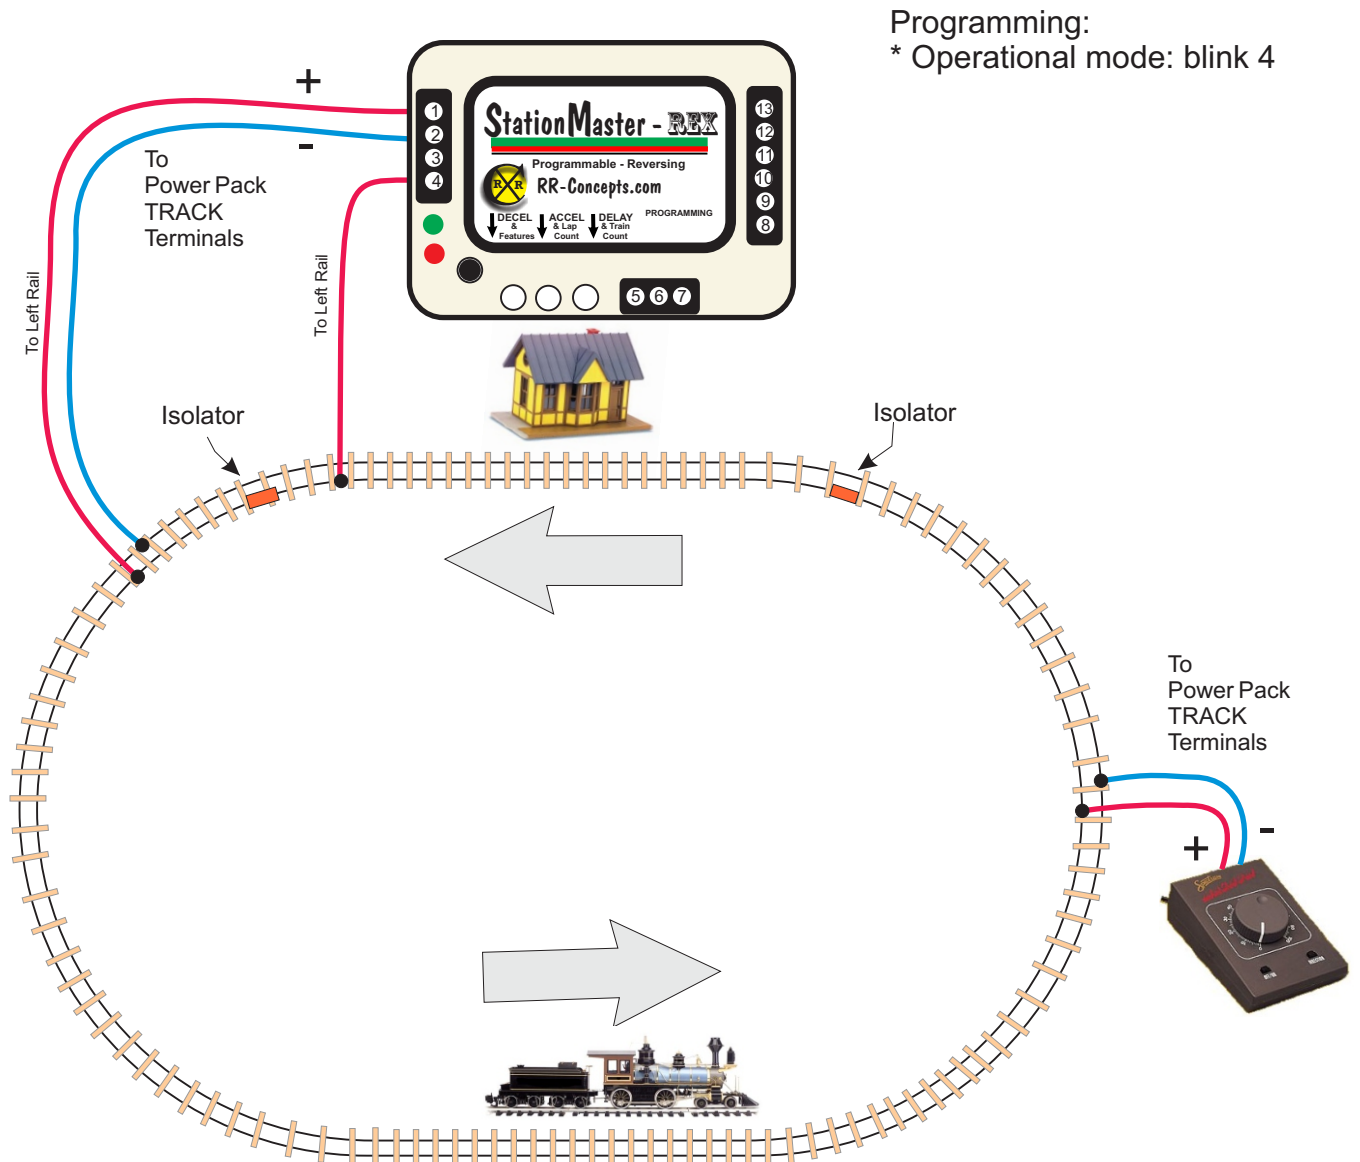 Programming:
* Operational mode: blink 4
+
-
1
2
3
4
StationMaster - REX
Programmable - Reversing
RR-Concepts.com
R R
PROGRAMMING
DECEL
&
Features
ACCEL
& Lap
Count
DELAY
& Train
Count
13
12
11
10
9
8
5 6 7
To
Power Pack
TRACK
Terminals
To Left Rail
To Left Rail
Isolator
Isolator
To
Power Pack
TRACK
Terminals
+
-